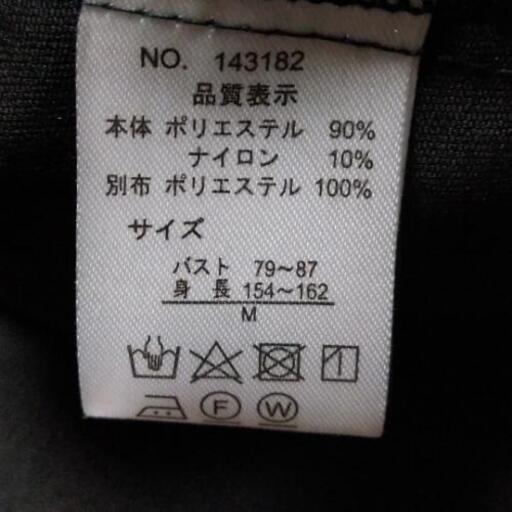 NO. 143182
品質表示
本体 ポリエステル 90%
ナイロン 10%
別布 ポリエステル 100%
サイズ
バスト 79～87
身 長 154～162
M
F W